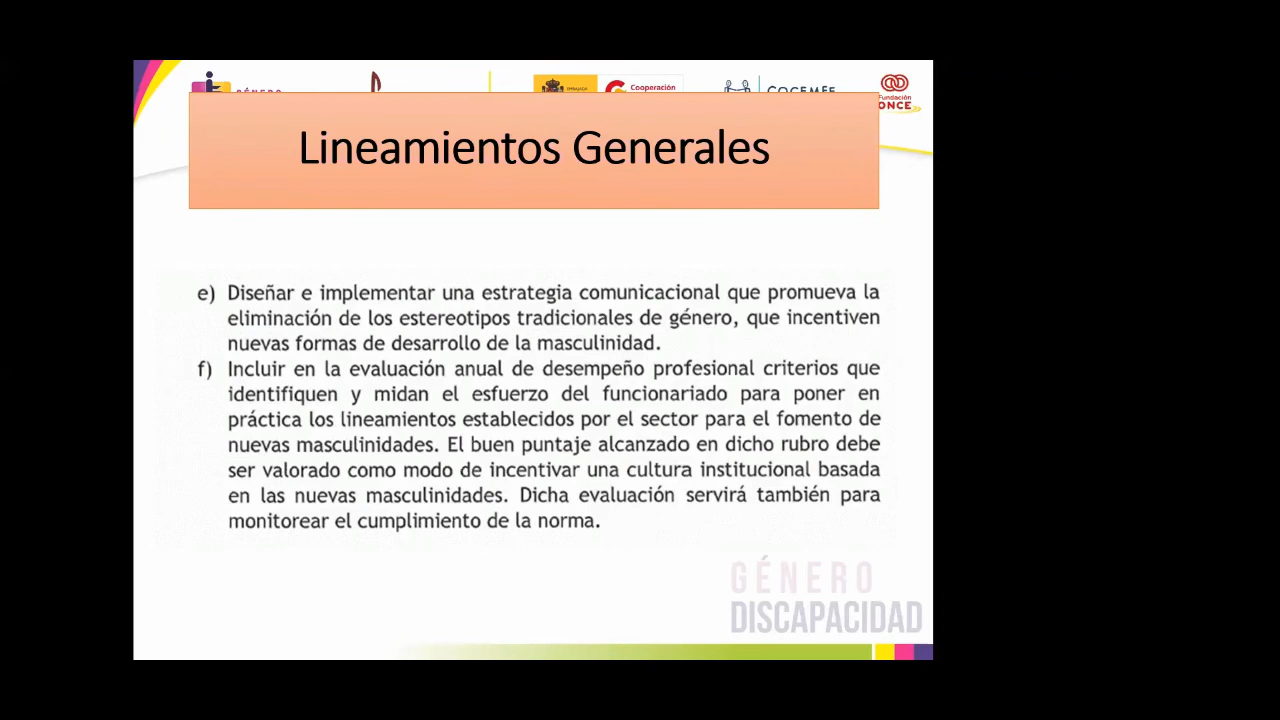 GÉNERO
Cooperación
COCEMFE
Fundación
ONCE
Lineamientos Generales
e) Diseñar e implementar una estrategia comunicacional que promueva la
eliminación de los estereotipos tradicionales de género, que incentiven
nuevas formas de desarrollo de la masculinidad.
f) Incluir en la evaluación anual de desempeño profesional criterios que
identifiquen y midan el esfuerzo del funcionariado para poner en
práctica los lineamientos establecidos por el sector para el fomento de
nuevas masculinidades. El buen puntaje alcanzado en dicho rubro debe
ser valorado como modo de incentivar una cultura institucional basada
en las nuevas masculinidades. Dicha evaluación servirá también para
monitorear el cumplimiento de la norma.
GÉNERO
DISCAPACIDAD